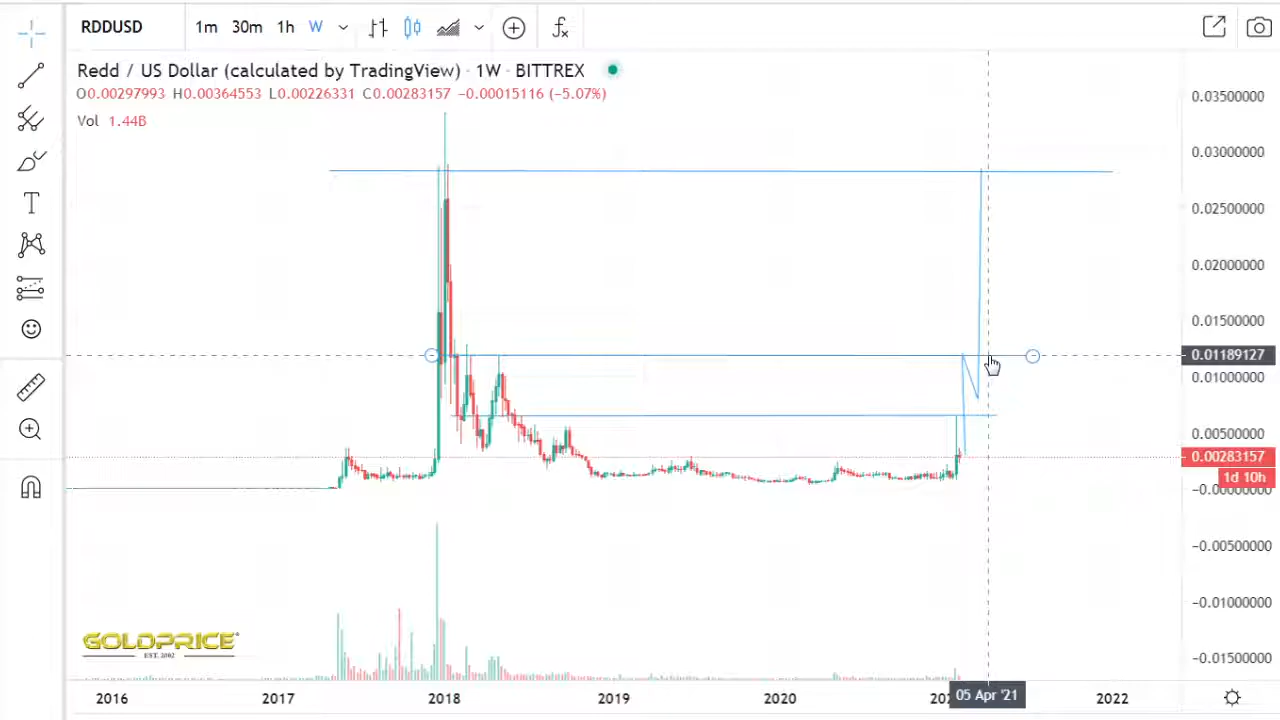 RDDUSD 1m 30m 1h W
Redd / US Dollar (calculated by TradingView) · 1W · BITTREX
O0.00297993 H0.00364553 L0.00226331 C0.00283157 −0.00015116 (−5.07%)
Vol 1.44B
0.03500000
0.03000000
0.02500000
0.02000000
0.01500000
0.01189127
0.01000000
0.00500000
0.00283157
1d 10h
−0.00500000
−0.01000000
−0.01500000
GOLDPRICE
EST. 2002
2016 2017 2018 2019 2020 05 Apr '21 2022